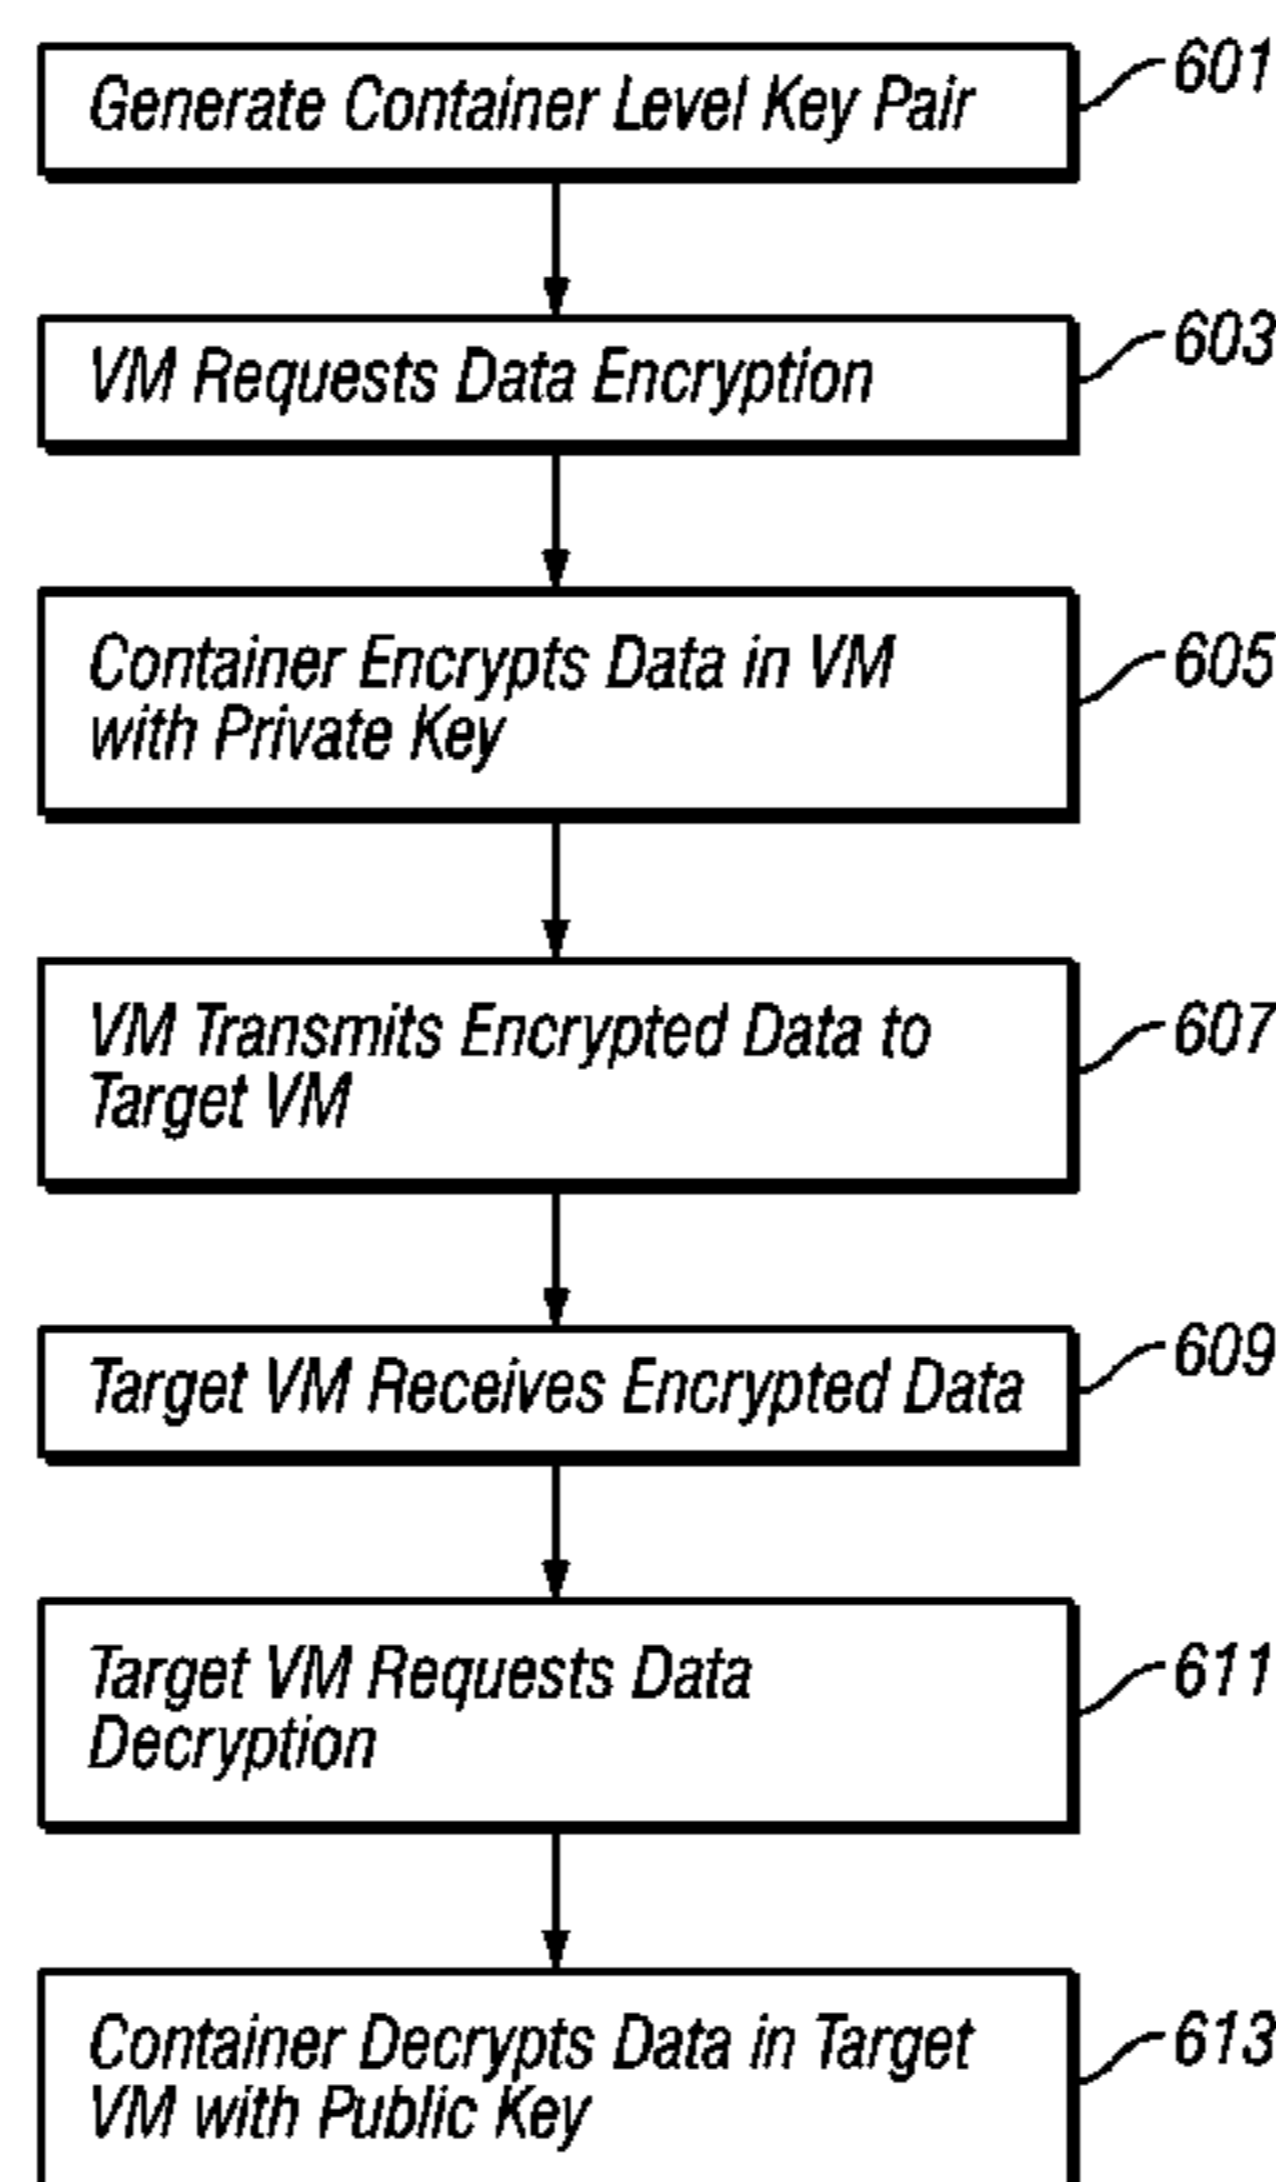 Generate Container Level Key Pair
601
VM Requests Data Encryption
603
Container Encrypts Data in VM
with Private Key
605
VM Transmits Encrypted Data to
Target VM
607
Target VM Receives Encrypted Data
609
Target VM Requests Data
Decryption
611
Container Decrypts Data in Target
VM with Public Key
613